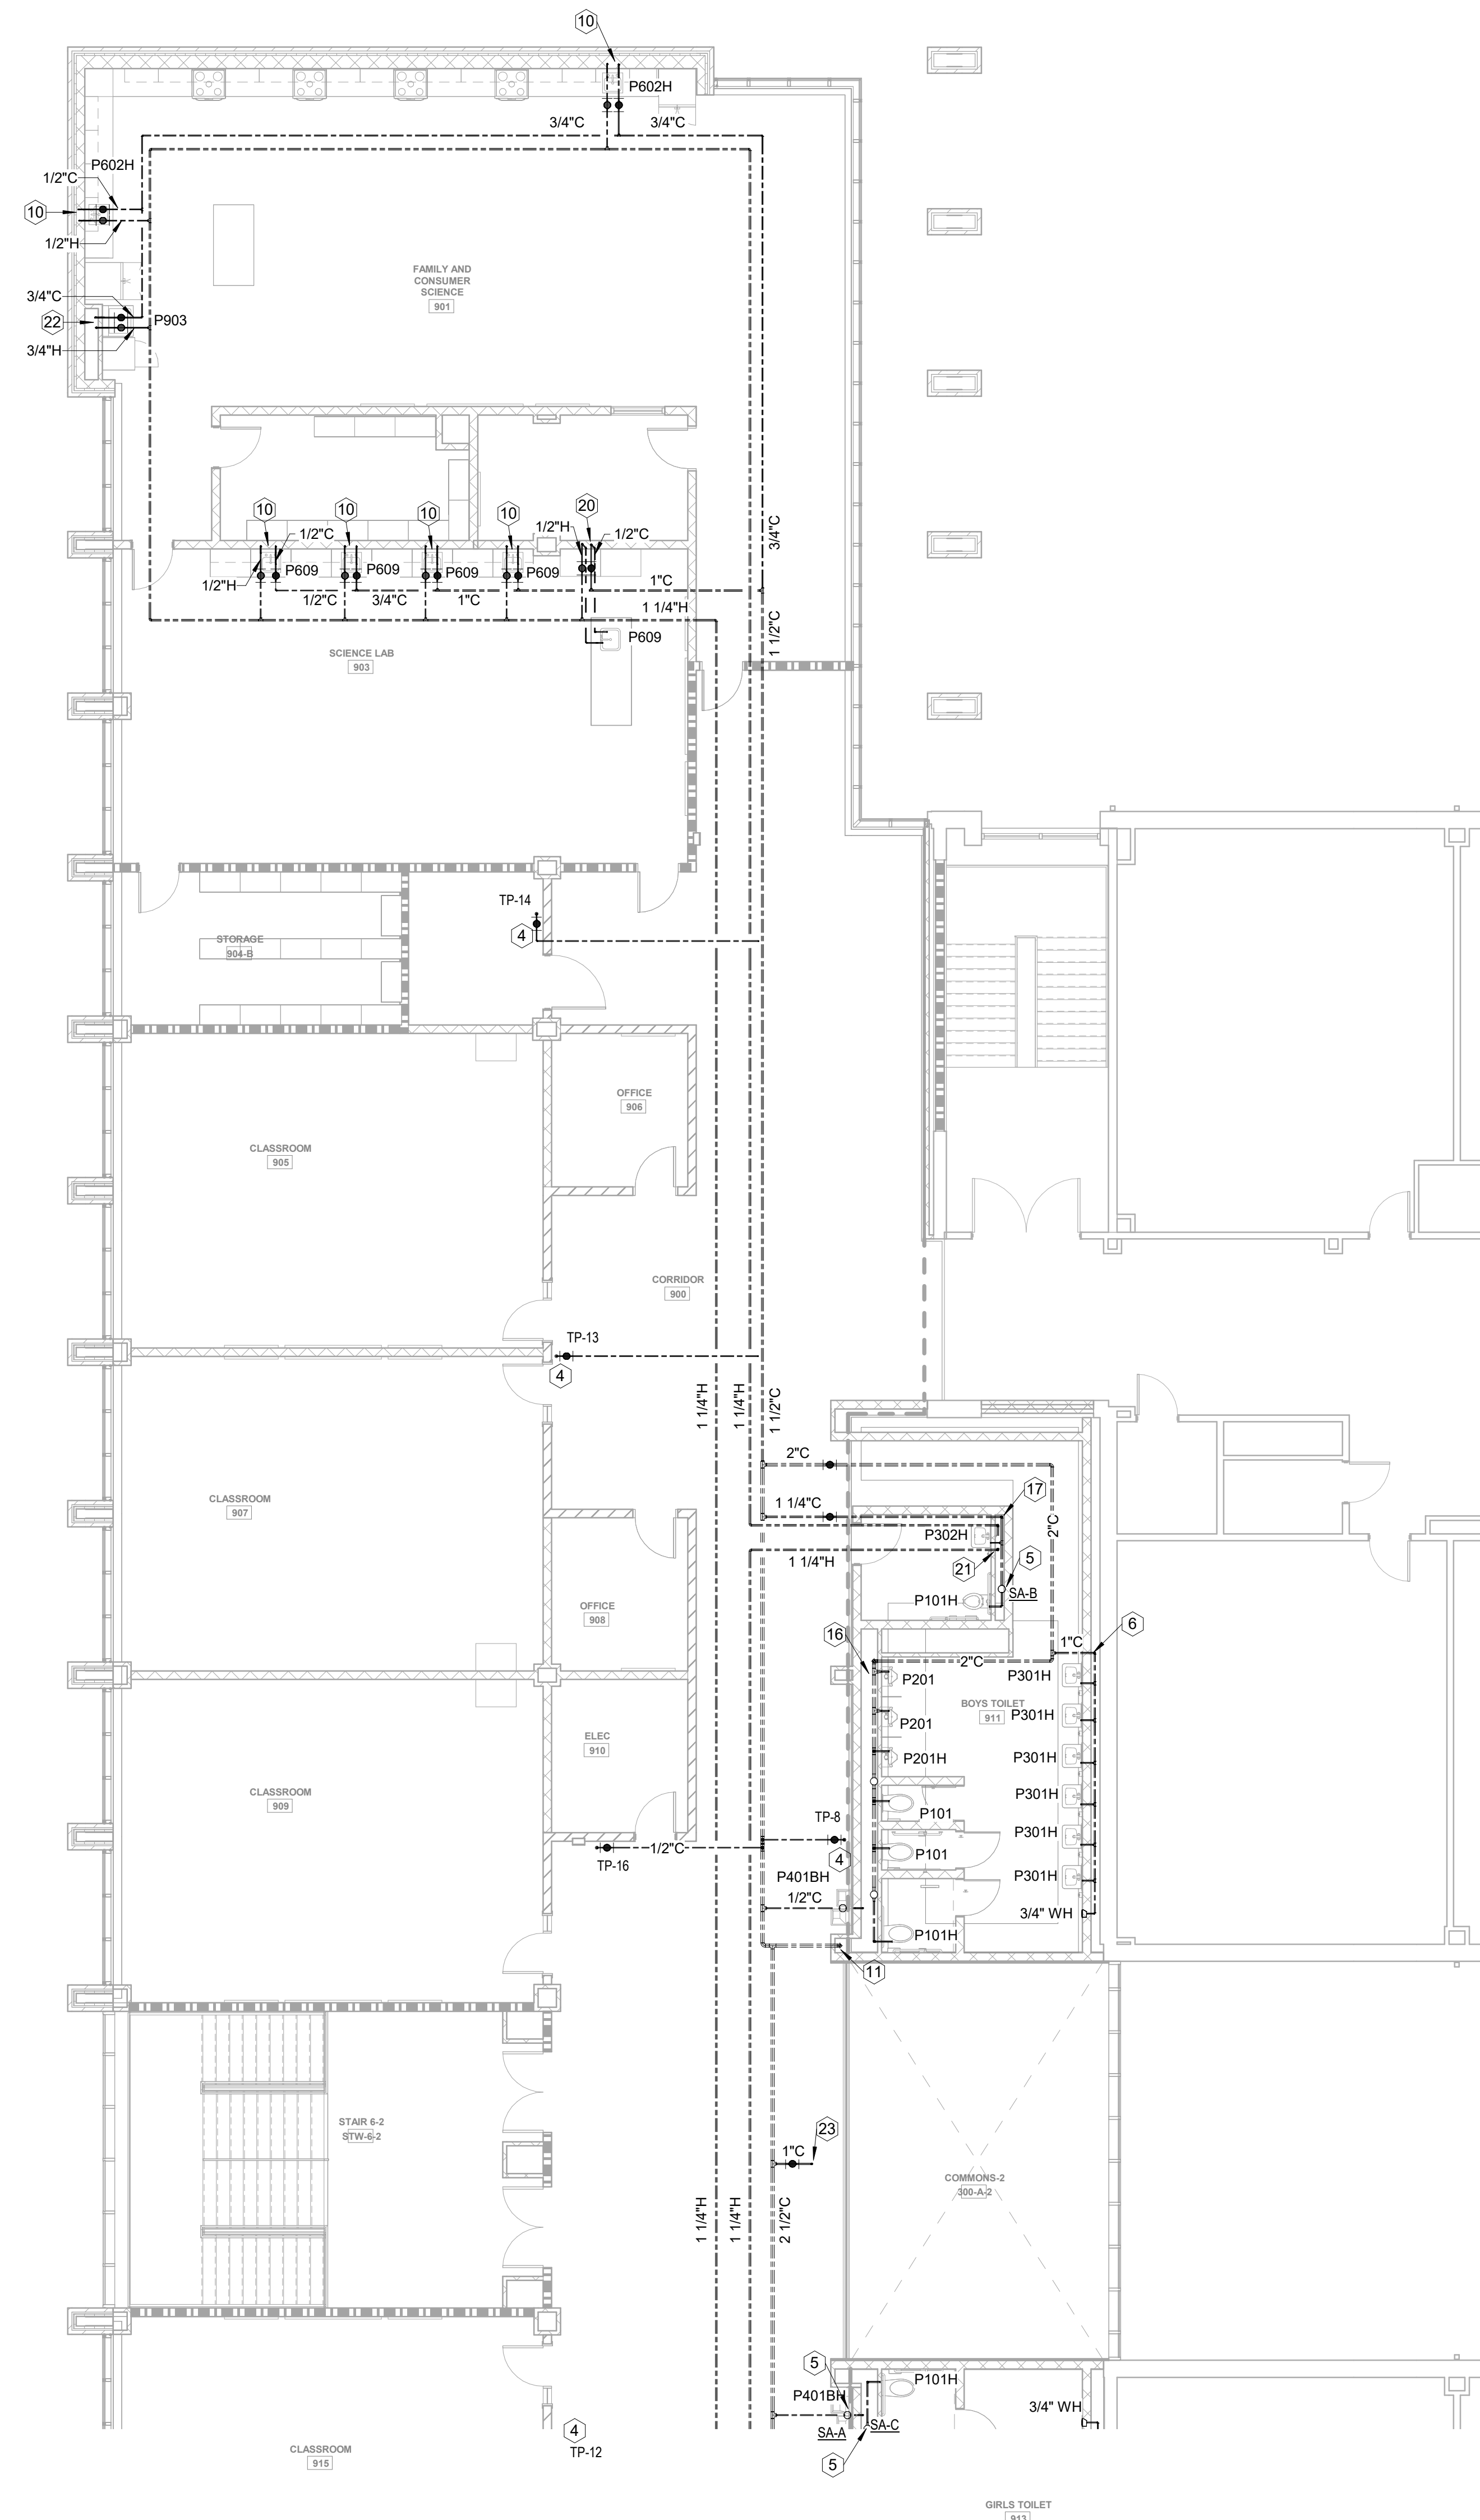 10
P602H
3/4"C
3/4"C
P602H
1/2"C
10
1/2"H
FAMILY AND
CONSUMER
SCIENCE
901
3/4"C
22
P903
3/4"H
10
10
10
10
20
1/2"C
1/2"H
1/2"C
3/4"C
P609
P609
P609
P609
1/2"H
1"C
1/2"C
3/4"C
1"C
1 1/4"H
1 1/2"C
P609
SCIENCE LAB
903
TP-14
4
STORAGE
904-B
OFFICE
906
CLASSROOM
905
CORRIDOR
900
TP-13
4
1 1/4"H
1 1/4"H
1 1/2"C
2"C
17
CLASSROOM
907
1 1/4"C
2"C
P302H
5
1 1/4"H
21
SA-B
P101H
OFFICE
908
16
6
1"C
2"C
P201
P301H
BOYS TOILET
911
P301H
P201
ELEC
910
P201H
P301H
CLASSROOM
909
P301H
TP-8
P101
P301H
1/2"C
P101
4
TP-16
P401BH
P301H
1/2"C
3/4" WH
P101H
11
STAIR 6-2
STW-6-2
23
1"C
COMMONS-2
300-A-2
1 1/4"H
1 1/4"H
2 1/2"C
5
P101H
P401BH
3/4" WH
SA-A
SA-C
4
TP-12
CLASSROOM
915
5
GIRLS TOILET
913